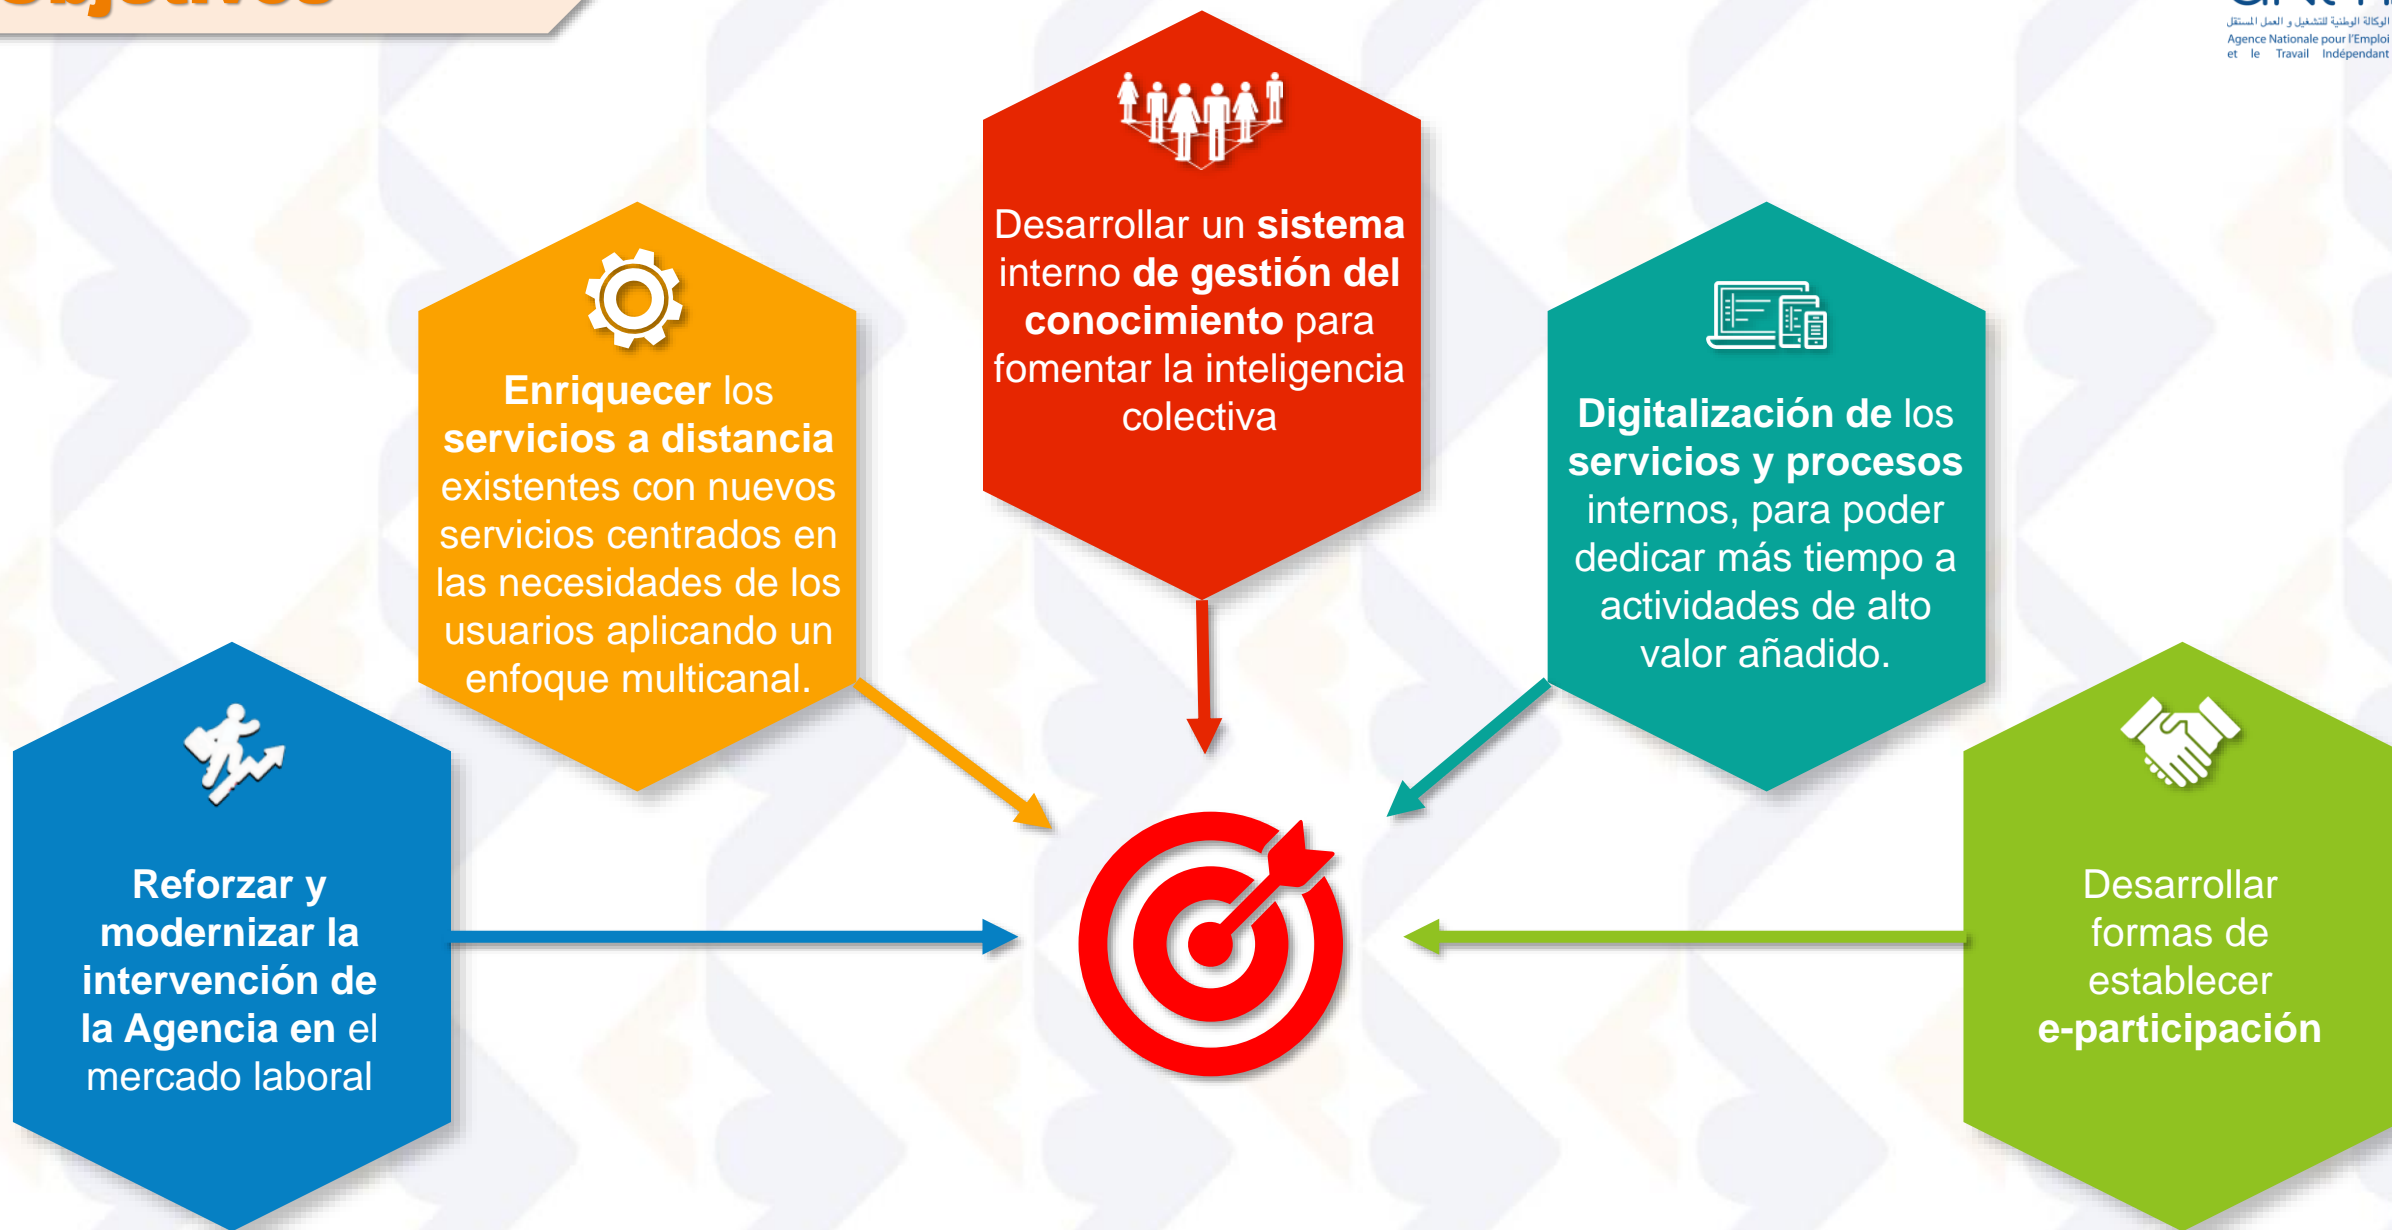 Objetivos
الوكالة الوطنية للتشغيل و العمل المستقل
Agence Nationale pour l'Emploi
et le Travail Indépendant
Desarrollar un sistema
interno de gestión del
conocimiento para
fomentar la inteligencia
colectiva
Enriquecer los
servicios a distancia
existentes con nuevos
servicios centrados en
las necesidades de los
usuarios aplicando un
enfoque multicanal.
Digitalización de los
servicios y procesos
internos, para poder
dedicar más tiempo a
actividades de alto
valor añadido.
Reforzar y
modernizar la
intervención de
la Agencia en el
mercado laboral
Desarrollar
formas de
establecer
e-participación